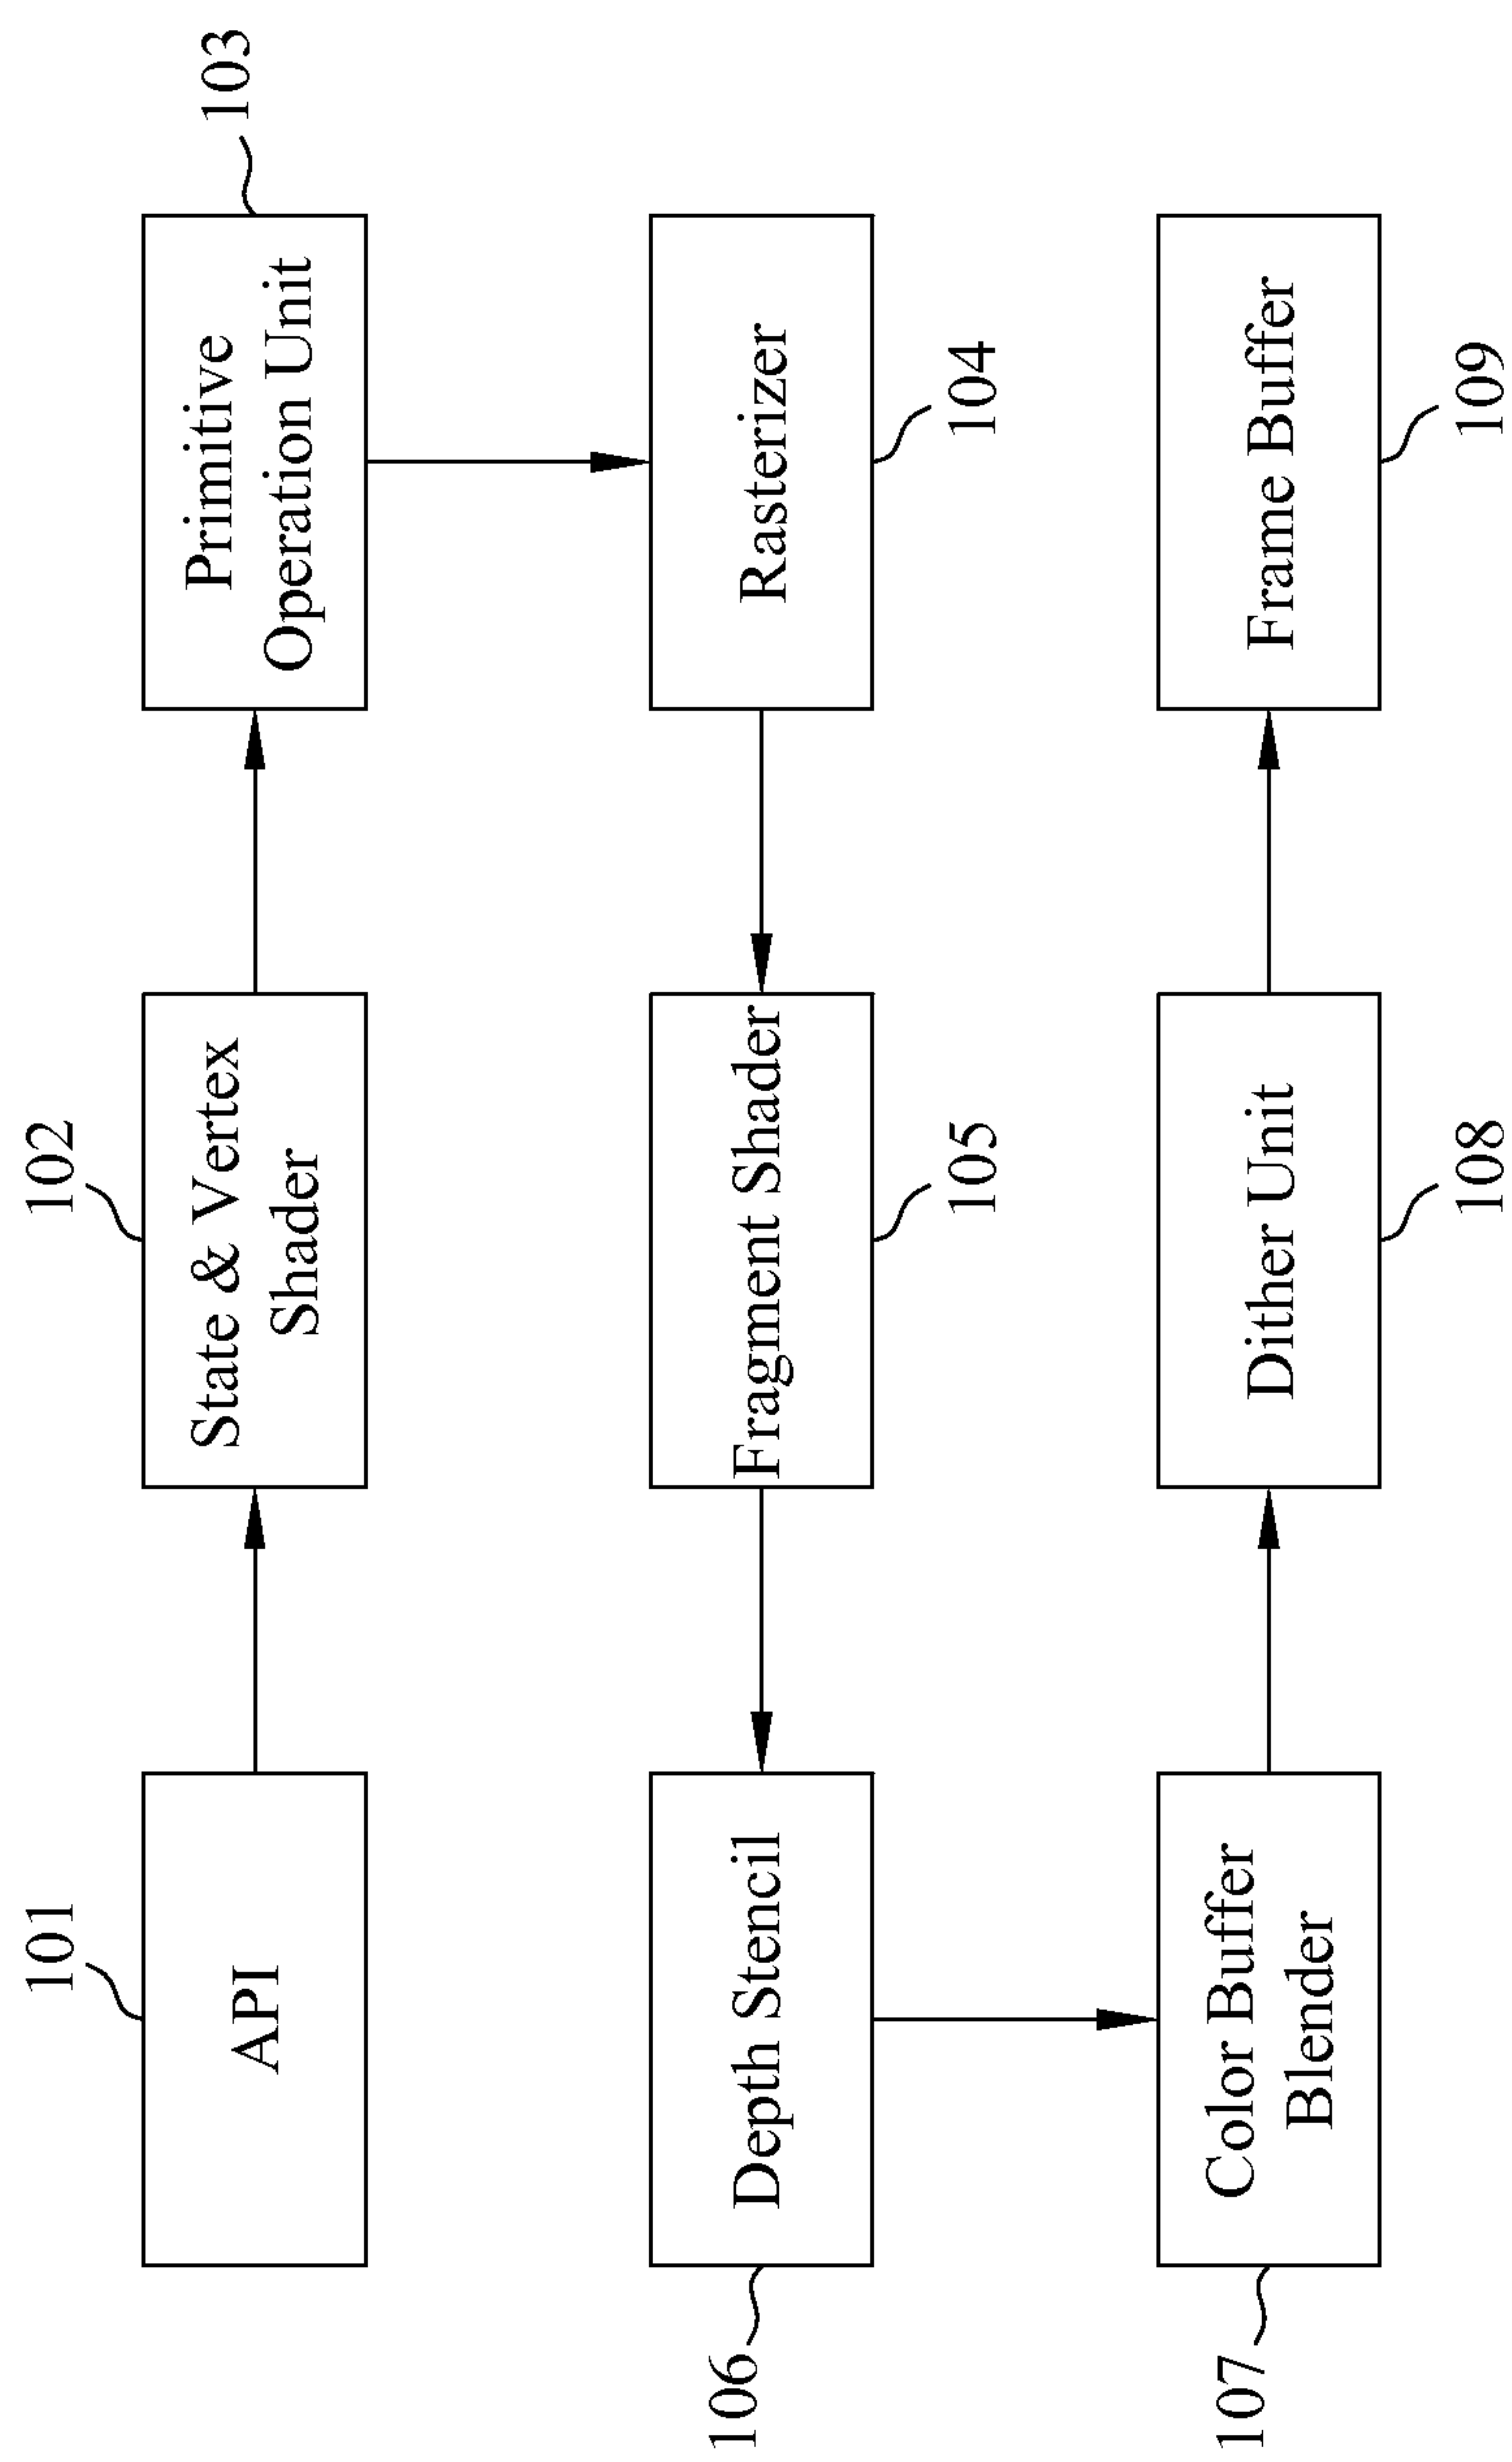 101
API
102
State & Vertex
Shader
103
Primitive
Operation Unit
Rasterizer
104
Fragment Shader
105
106
Depth Stencil
107
Color Buffer
Blender
Dither Unit
108
Frame Buffer
109